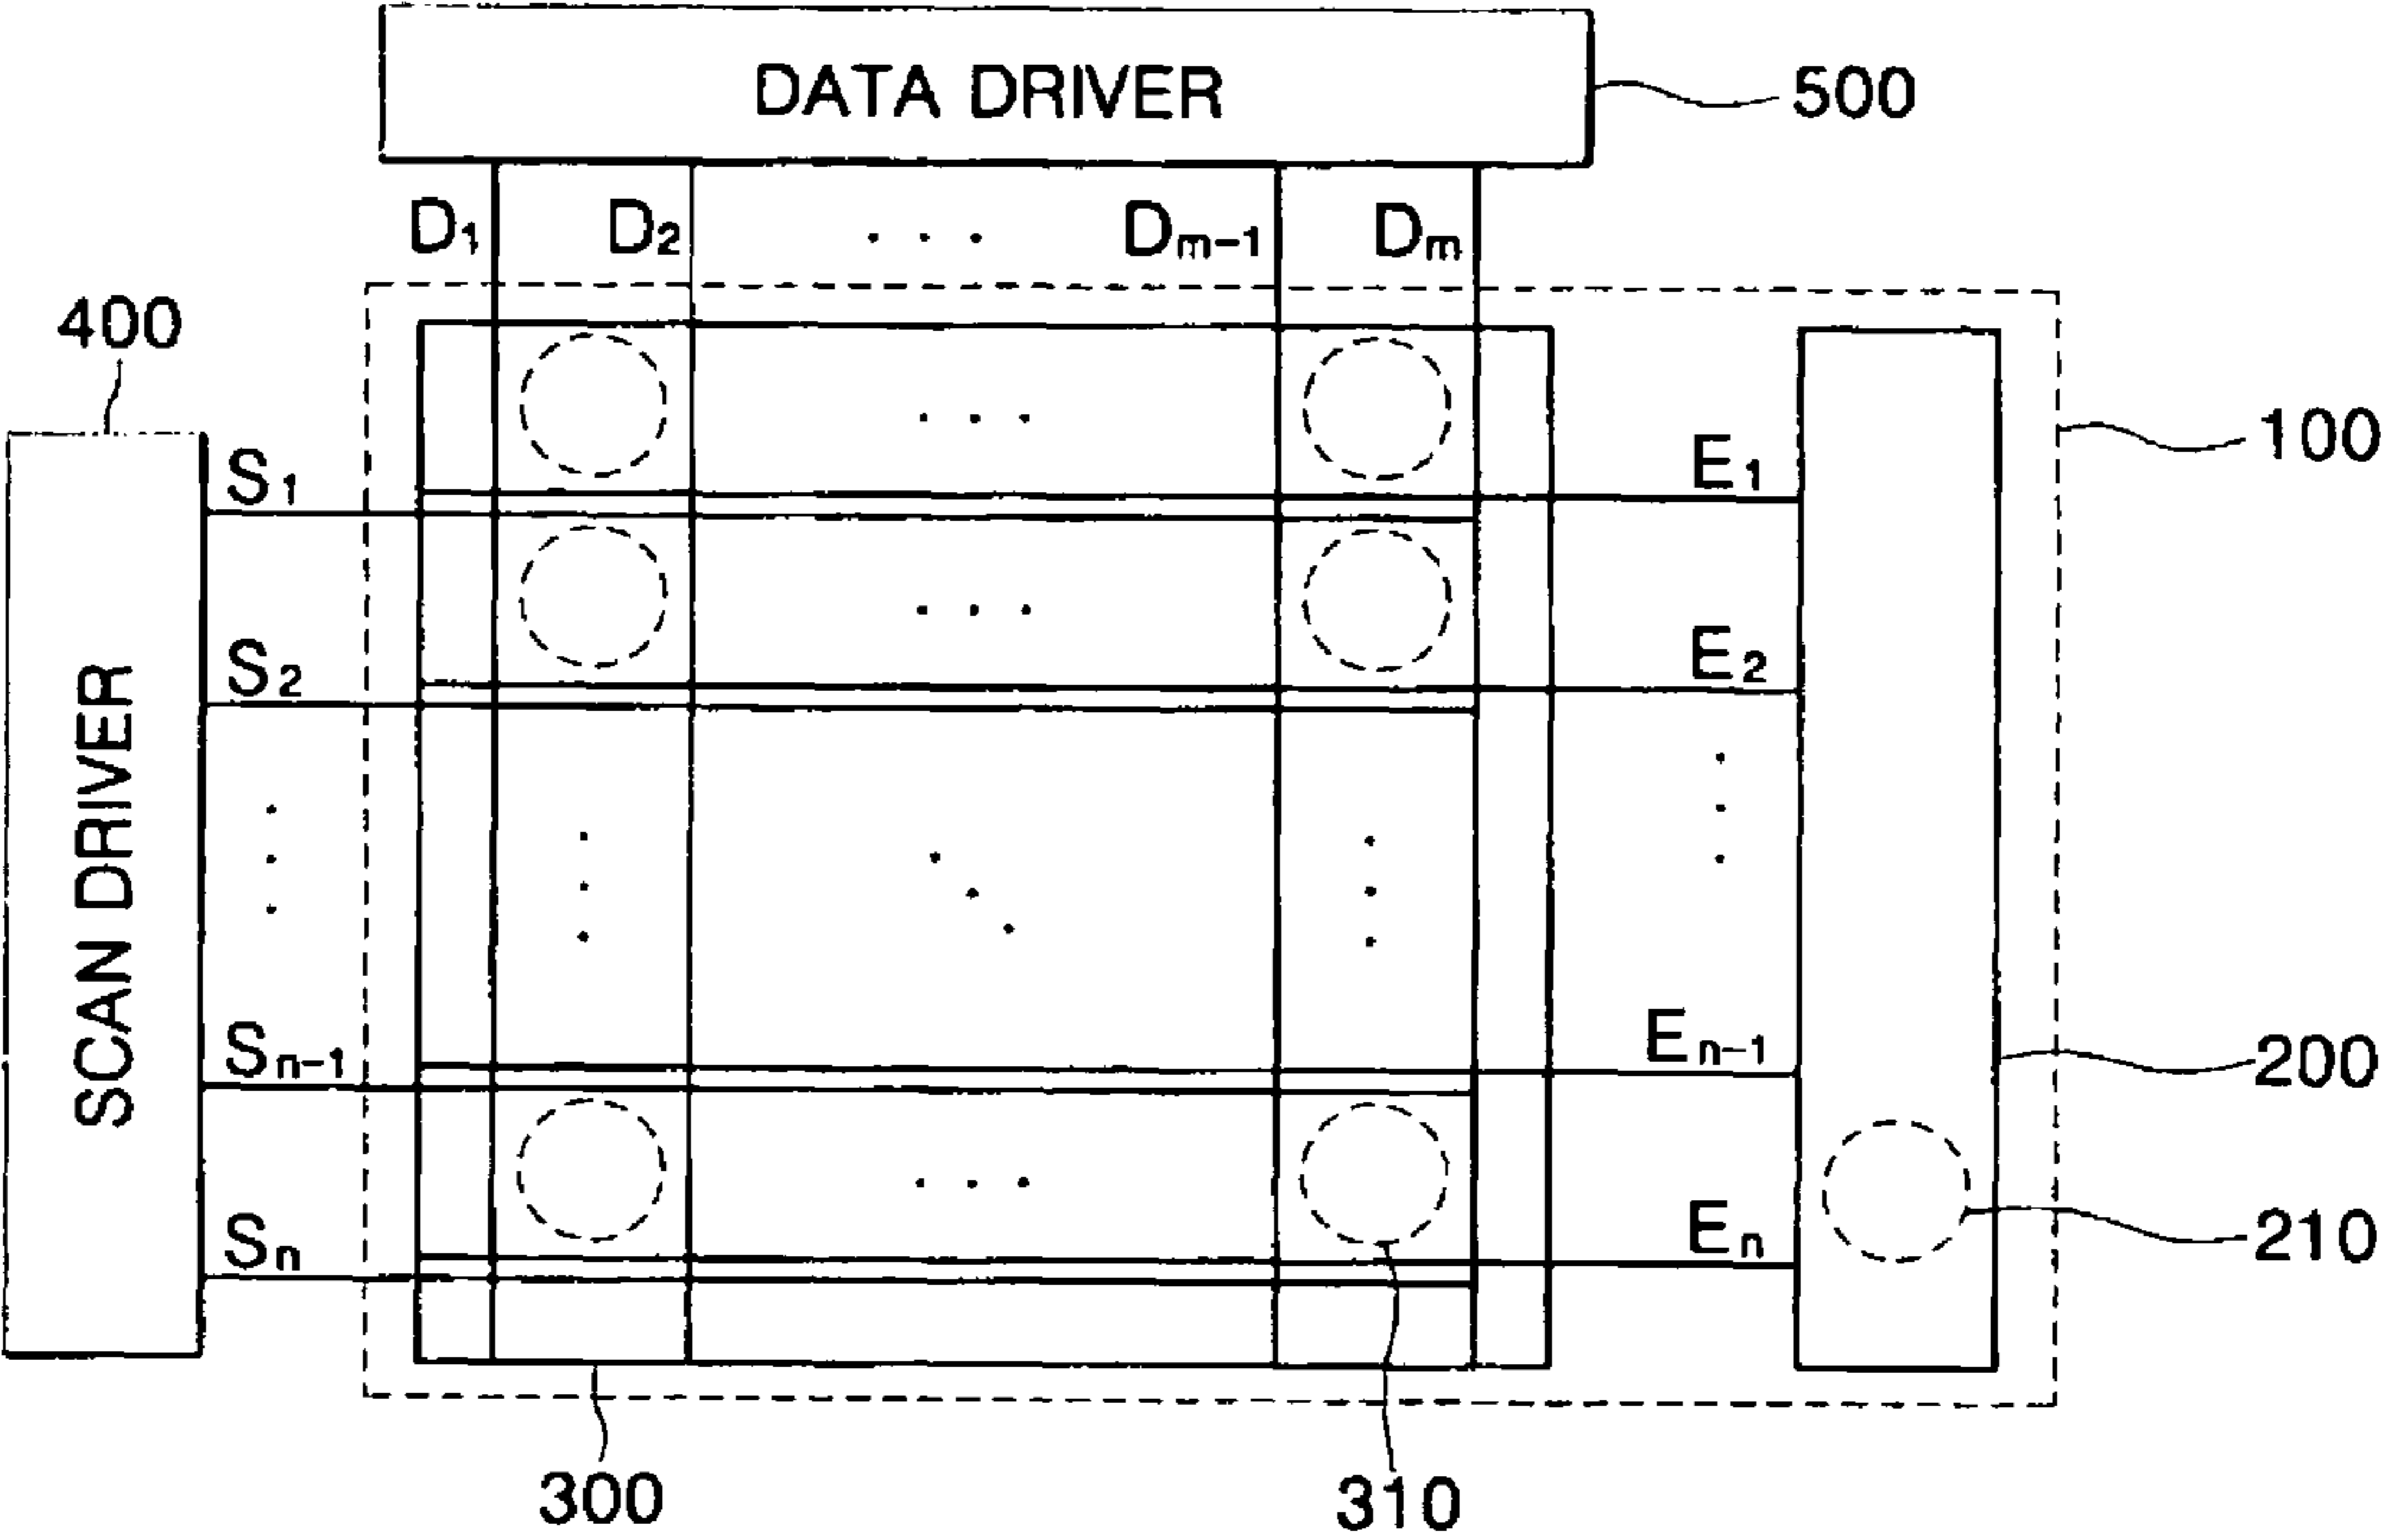 DATA DRIVER
500
D1 D2 ... Dm-1 Dm
400
100
S1 E1
S2 E2
SCAN DRIVER
Sn-1 En-1
200
Sn En
210
300 310